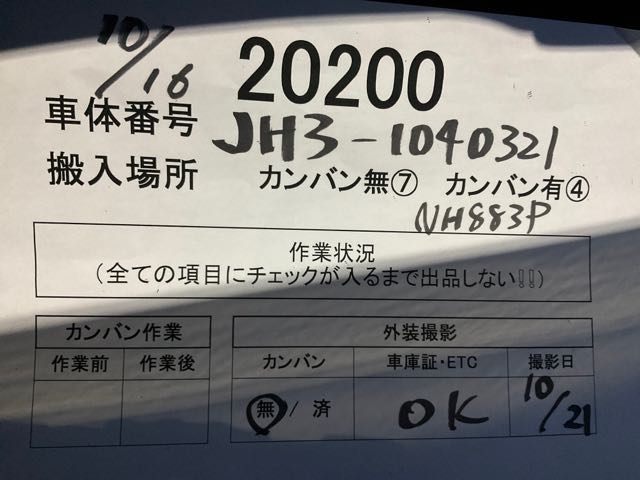 10/16 20200
車体番号 JH3-1040321
搬入場所 カンバン無⑦ カンバン有④
NH883P
作業状況
(全ての項目にチェックが入るまで出品しない!!)
カンバン作業 外装撮影
作業前 作業後 カンバン 車庫証・ETC 撮影日
無/済 OK 10/21